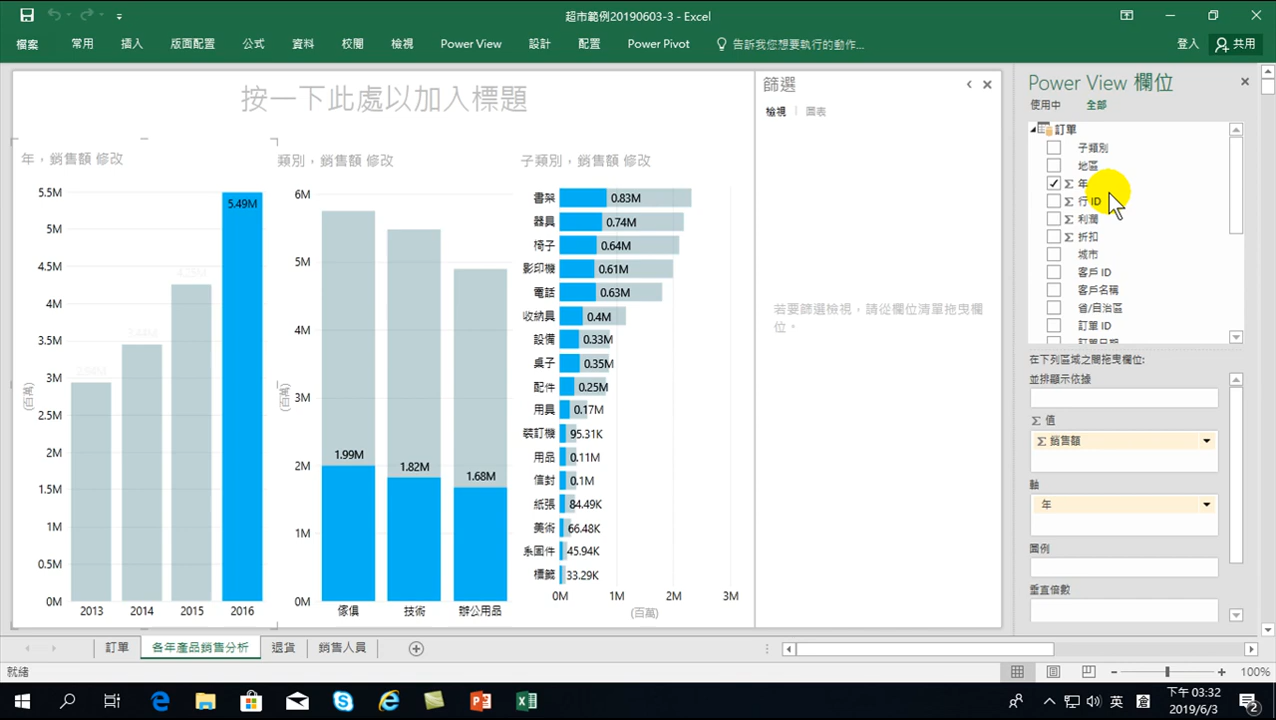 超市範例20190603-3 - Excel
檔案 常用 插入 版面配置 公式 資料 校閱 檢視 Power View 設計 配置 Power Pivot 告訴我您想要執行的動作... 登入 共用
按一下此處以加入標題
年，銷售額 修改
5.5M
5M
4.5M
4M
3.5M
3M
2.5M
2M
1.5M
1M
0.5M
0M
(百萬)
5.49M
2013 2014 2015 2016
類別，銷售額 修改
6M
5M
4M
3M
2M
1M
0M
(百萬)
1.99M
1.82M
1.68M
傢俱 技術 辦公用品
子類別，銷售額 修改
書架 0.83M
器具 0.74M
椅子 0.64M
影印機 0.61M
電話 0.63M
收納具 0.4M
設備 0.33M
桌子 0.35M
配件 0.25M
用具 0.17M
裝訂機 95.31K
用品 0.11M
信封 0.1M
紙張 84.49K
美術 66.48K
系固件 45.94K
標籤 33.29K
0M 1M 2M 3M
(百萬)
篩選
檢視 圖表
若要篩選檢視，請從欄位清單拖曳欄
位。
Power View 欄位
使用中 全部
訂單
子類別
地區
Σ 年
Σ 行 ID
Σ 利潤
Σ 折扣
城市
客戶 ID
客戶名稱
省/自治區
訂單 ID
訂單日期
在下列區域之間拖曳欄位:
並排顯示依據
Σ 值
Σ 銷售額
軸
年
圖例
垂直倍數
訂單 各年產品銷售分析 退貨 銷售人員
就緒
100%
英
倉
下午 03:32
2019/6/3
2